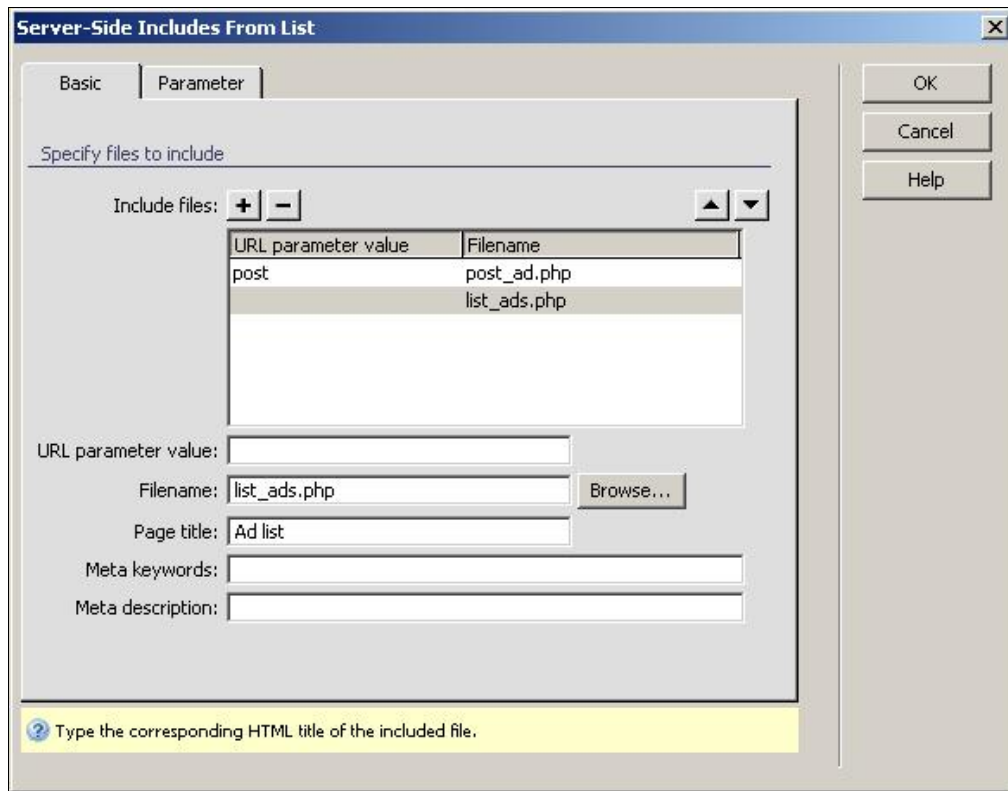 Server-Side Includes From List
Basic
Parameter
OK
Cancel
Help
Specify files to include
Include files:
URL parameter value Filename
post post_ad.php
list_ads.php
URL parameter value:
Filename: list_ads.php Browse...
Page title: Ad list
Meta keywords:
Meta description:
Type the corresponding HTML title of the included file.